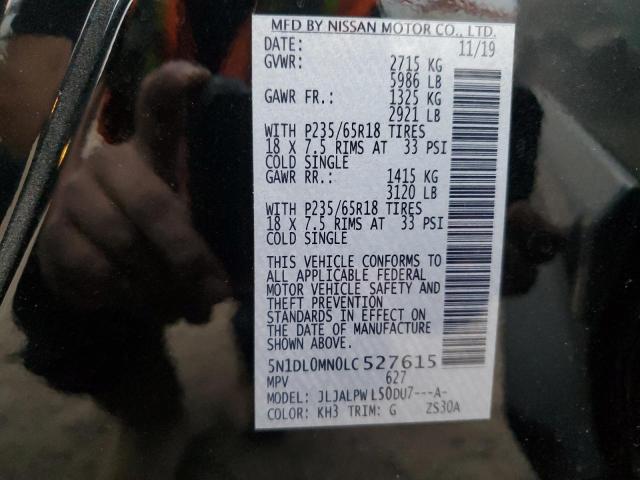 MFD BY NISSAN MOTOR CO., LTD.
DATE: 11/19
GVWR: 2715 KG
5986 LB
GAWR FR.: 1325 KG
2921 LB
WITH P235/65R18 TIRES
18 X 7.5 RIMS AT 33 PSI
COLD SINGLE
GAWR RR.: 1415 KG
3120 LB
WITH P235/65R18 TIRES
18 X 7.5 RIMS AT 33 PSI
COLD SINGLE
THIS VEHICLE CONFORMS TO
ALL APPLICABLE FEDERAL
MOTOR VEHICLE SAFETY AND
THEFT PREVENTION
STANDARDS IN EFFECT ON
THE DATE OF MANUFACTURE
SHOWN ABOVE.
5N1DL0MN0LC527615
MPV 627
MODEL: JLJALPWL50DU7---A-
COLOR: KH3 TRIM: G ZS30A